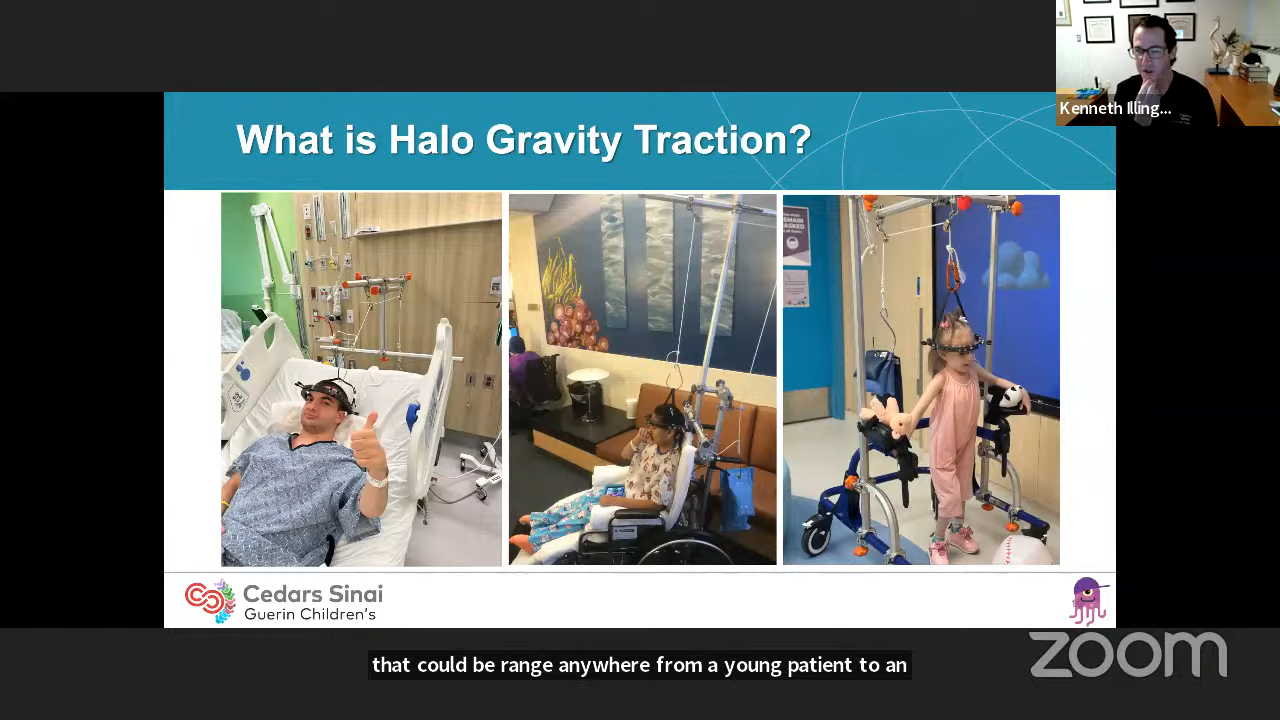 Kenneth Illing...
What is Halo Gravity Traction?
Cedars Sinai
Guerin Children's
that could be range anywhere from a young patient to an
zoom